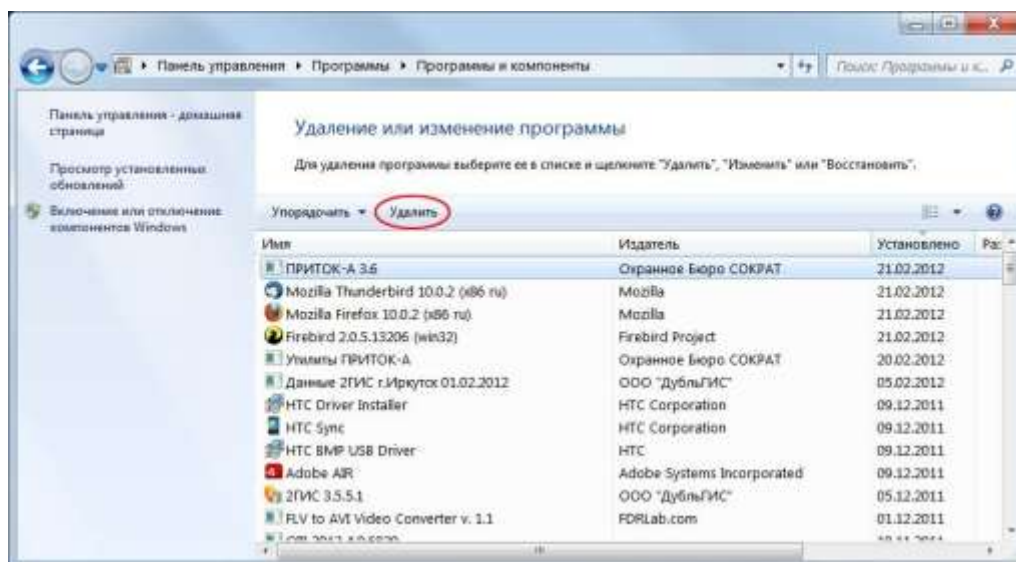 Панель управления ▸ Программы ▸ Программы и компоненты
Поиск: Программы и к...
Панель управления - домашняя
страница
Просмотр установленных
обновлений
Включение или отключение
компонентов Windows
Удаление или изменение программы
Для удаления программы выберите ее в списке и щелкните "Удалить", "Изменить" или "Восстановить".
Упорядочить Удалить
Имя Издатель Установлено Раз
ПРИТОК-А 3.6 Охранное Бюро СОКРАТ 21.02.2012
Mozilla Thunderbird 10.0.2 (x86 ru) Mozilla 21.02.2012
Mozilla Firefox 10.0.2 (x86 ru) Mozilla 21.02.2012
Firebird 2.0.5.13206 (win32) Firebird Project 21.02.2012
Утилиты ПРИТОК-А Охранное Бюро СОКРАТ 20.02.2012
Данные 2ГИС г.Иркутск 01.02.2012 ООО "ДубльГИС" 05.02.2012
HTC Driver Installer HTC Corporation 09.12.2011
HTC Sync HTC Corporation 09.12.2011
HTC BMP USB Driver HTC 09.12.2011
Adobe AIR Adobe Systems Incorporated 09.12.2011
2ГИС 3.5.5.1 ООО "ДубльГИС" 05.12.2011
FLV to AVI Video Converter v. 1.1 FDRLab.com 01.12.2011